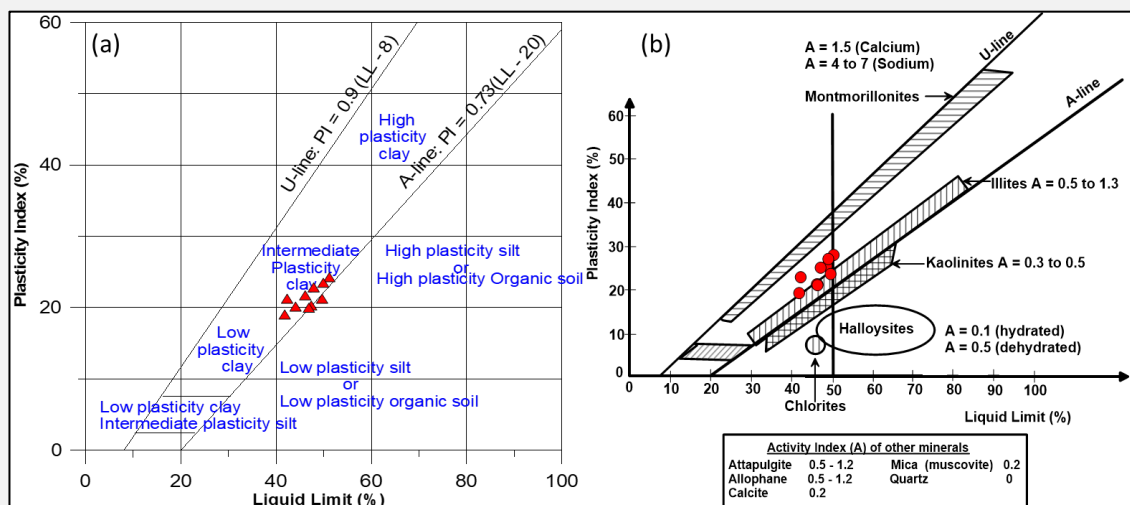 (a)
60
40
20
0
Plasticity Index (%)
U-line: PI = 0.9 (LL - 8)
A-line: PI = 0.73(LL - 20)
High
plasticity
clay
Intermediate
Plasticity
clay
High plasticity silt
or
High plasticity Organic soil
Low
plasticity
clay
Low plasticity silt
or
Low plasticity organic soil
Low plasticity clay
Intermediate plasticity silt
0
20
40
60
80
100
Liquid Limit (%)
(b)
A = 1.5 (Calcium)
A = 4 to 7 (Sodium)
U-line
Montmorillonites
A-line
60
50
40
30
20
10
0
Plasticity Index (%)
Illites A = 0.5 to 1.3
Kaolinites A = 0.3 to 0.5
Halloysites
A = 0.1 (hydrated)
A = 0.5 (dehydrated)
0 10 20 30 40 50 60 70 80 90 100
Chlorites
Liquid Limit (%)
Activity Index (A) of other minerals
Attapulgite 0.5 - 1.2 Mica (muscovite) 0.2
Allophane 0.5 - 1.2 Quartz 0
Calcite 0.2